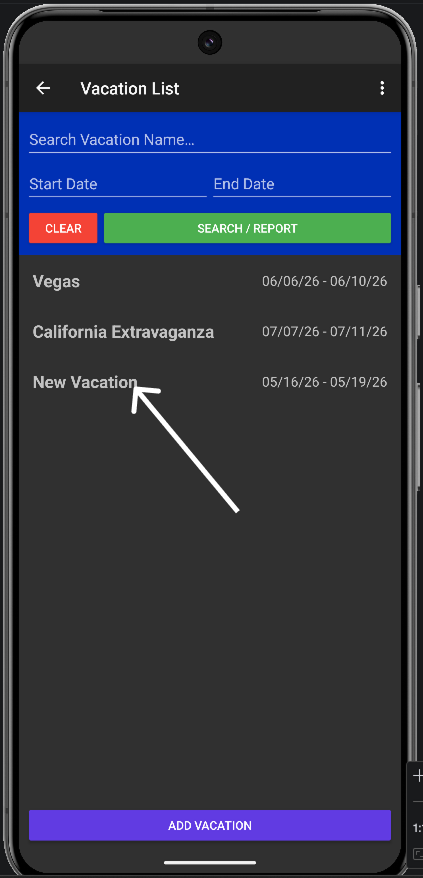 Vacation List
Search Vacation Name...
Start Date End Date
CLEAR SEARCH / REPORT
Vegas 06/06/26 - 06/10/26
California Extravaganza 07/07/26 - 07/11/26
New Vacation 05/16/26 - 05/19/26
ADD VACATION